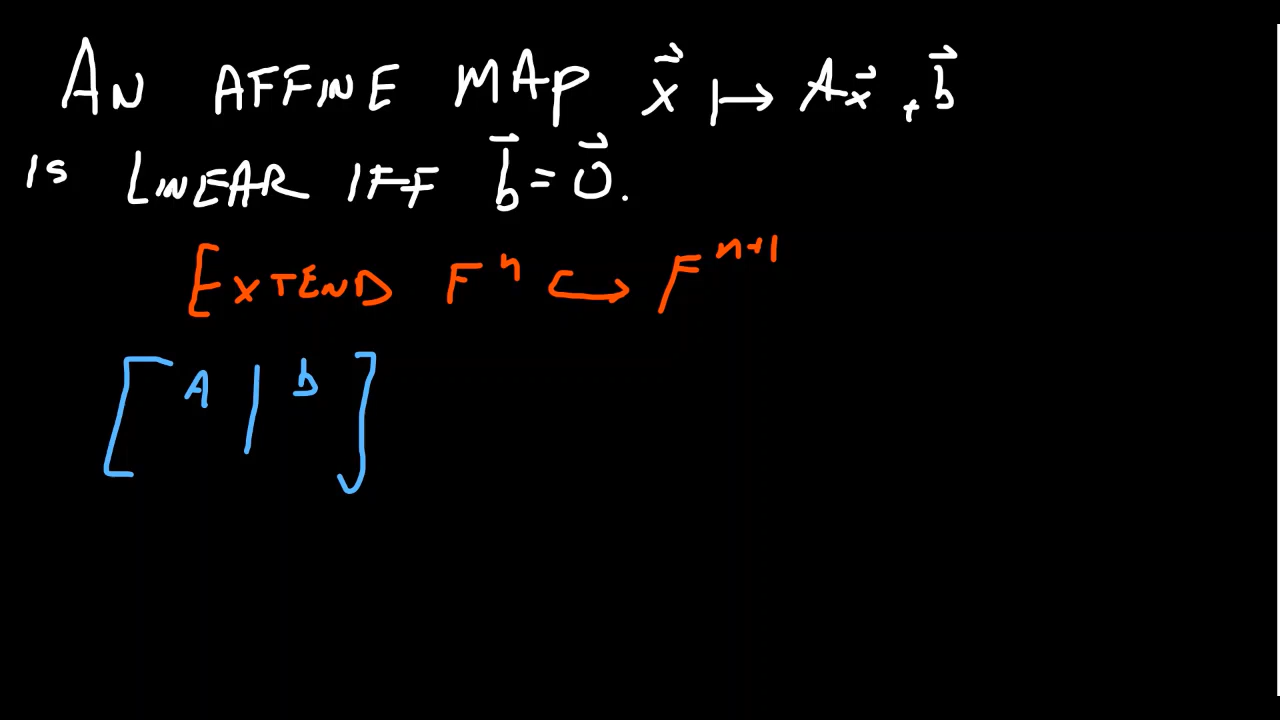 AN AFFINE MAP x⃗ ↦ Ax⃗ + b⃗
IS LINEAR IFF b⃗ = 0⃗.
EXTEND Fⁿ ↪ Fⁿ⁺¹
[ A | b ]